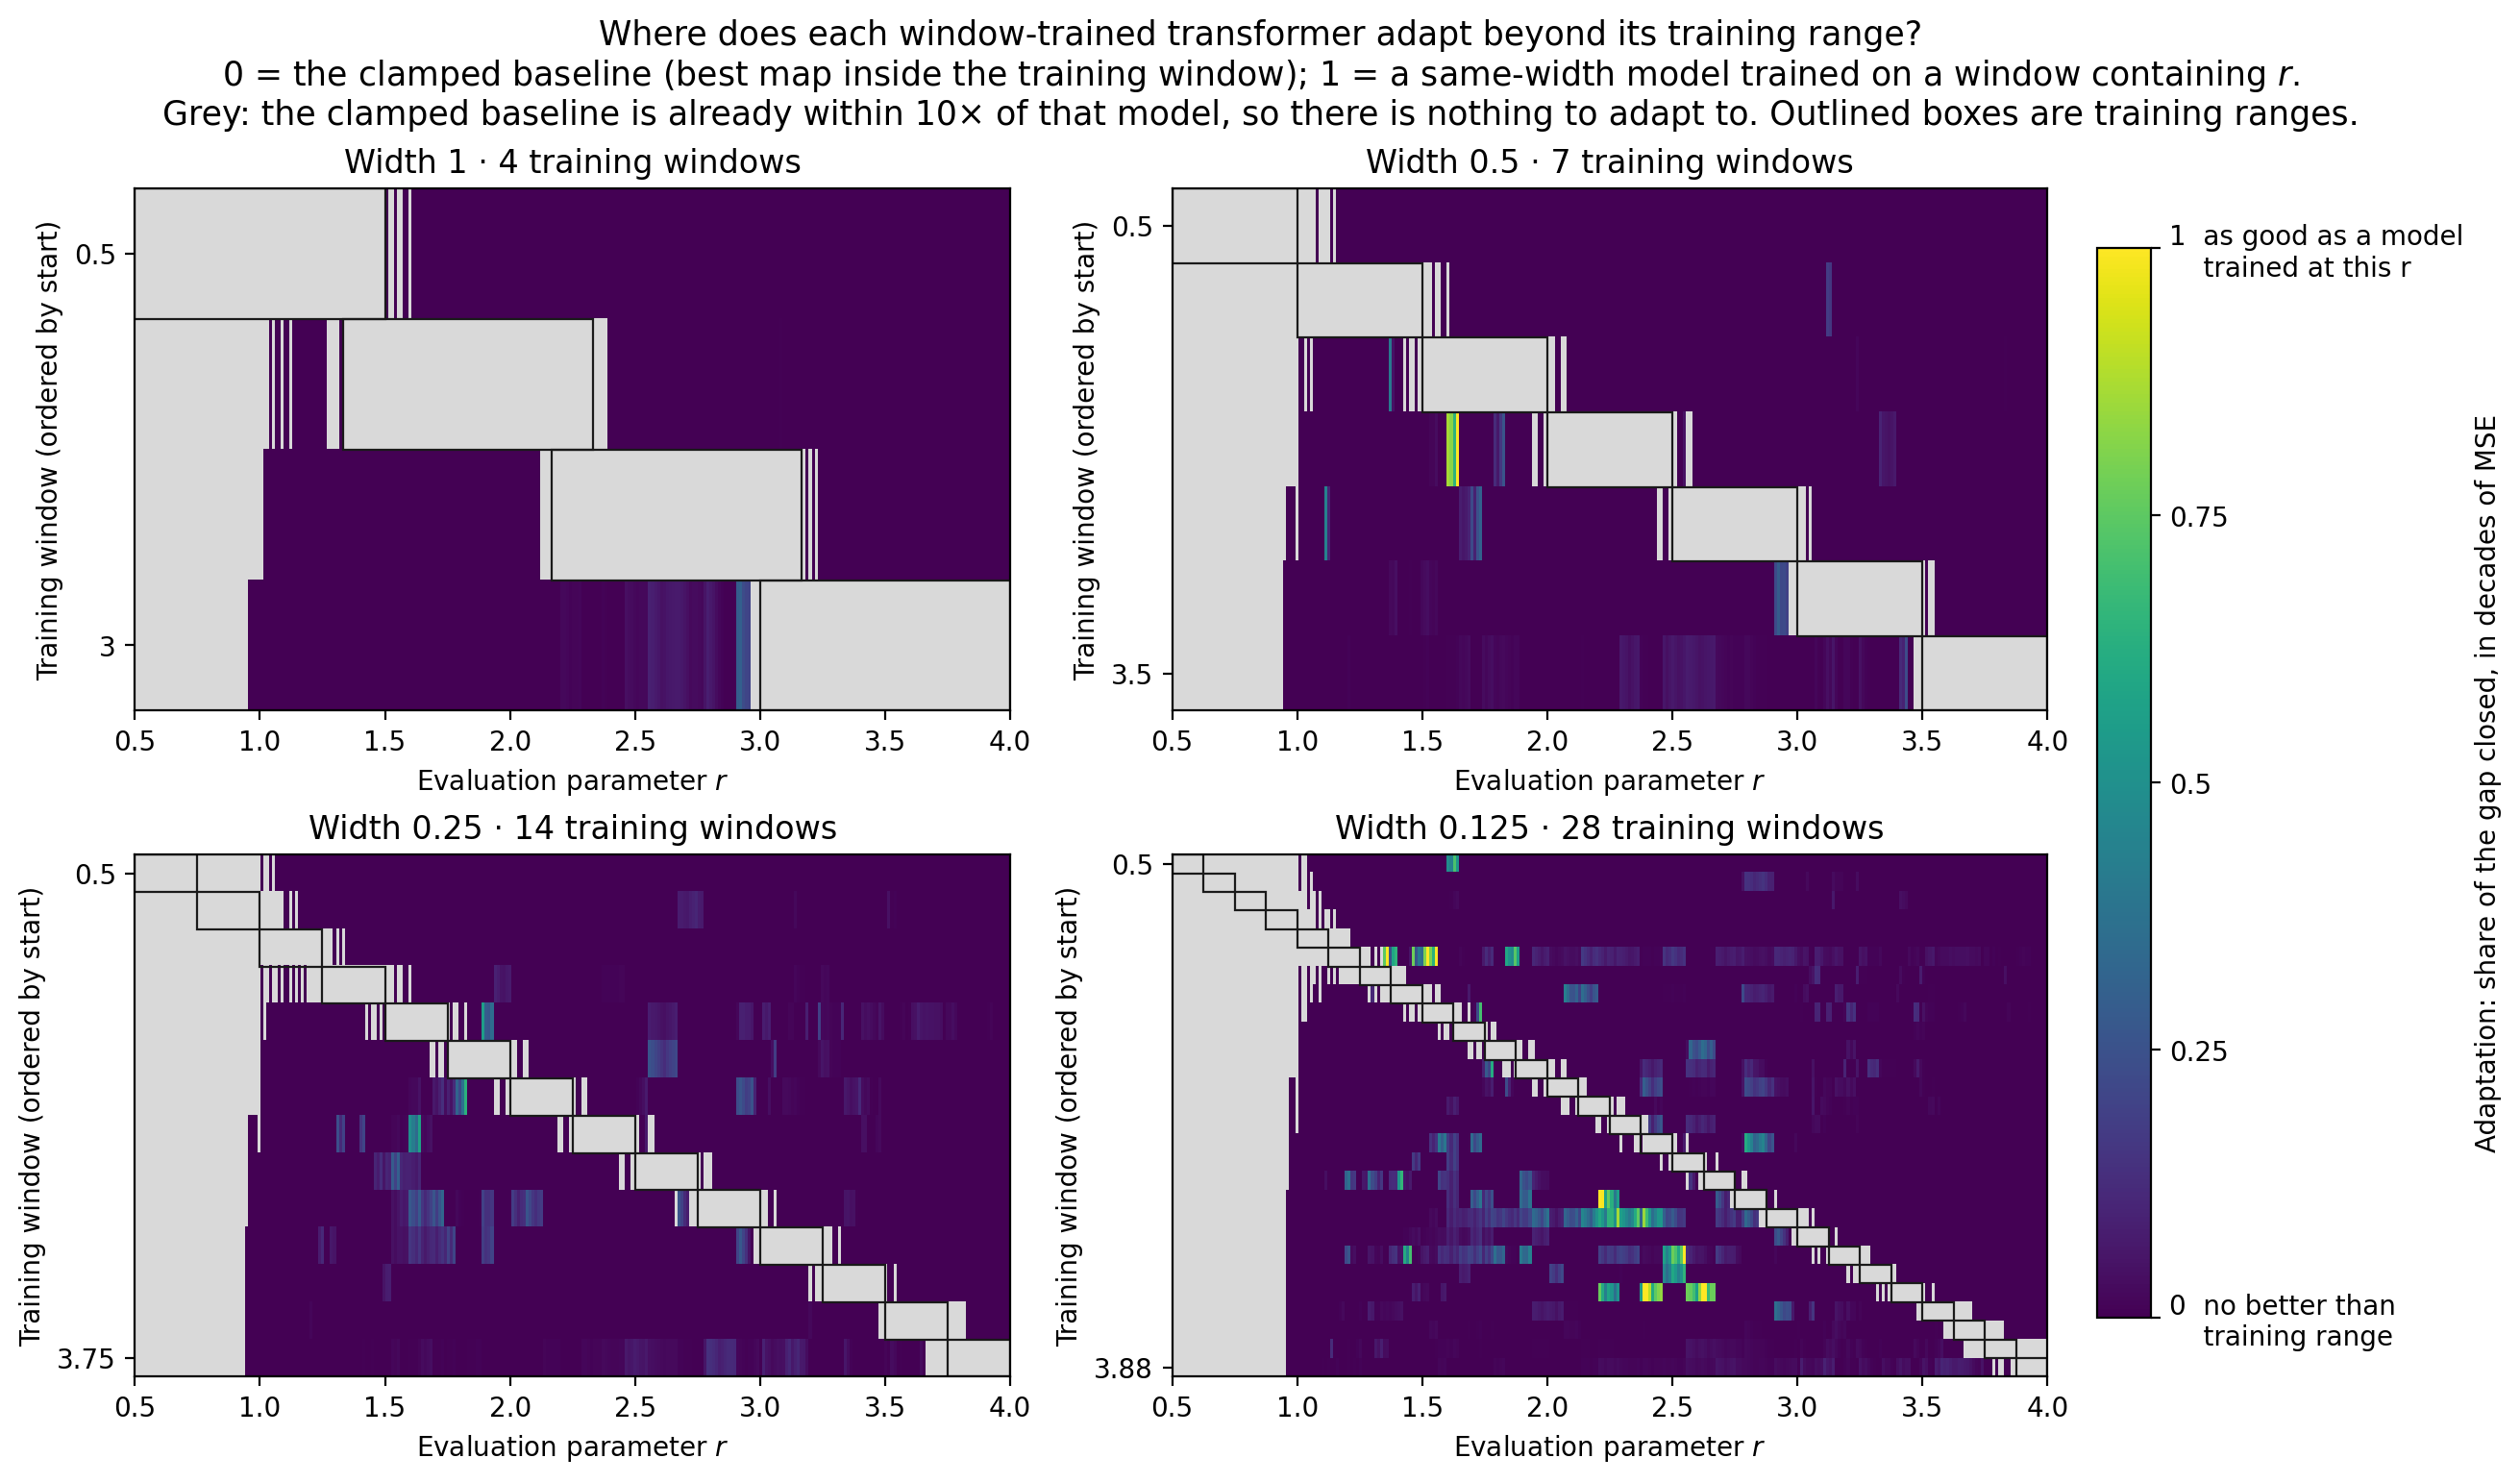 Where does each window-trained transformer adapt beyond its training range?
0 = the clamped baseline (best map inside the training window); 1 = a same-width model trained on a window containing r.
Grey: the clamped baseline is already within 10× of that model, so there is nothing to adapt to. Outlined boxes are training ranges.
Width 1 · 4 training windows
Training window (ordered by start)
0.5
3
0.5 1.0 1.5 2.0 2.5 3.0 3.5 4.0
Evaluation parameter r
Width 0.5 · 7 training windows
Training window (ordered by start)
0.5
3.5
0.5 1.0 1.5 2.0 2.5 3.0 3.5 4.0
Evaluation parameter r
Width 0.25 · 14 training windows
Training window (ordered by start)
0.5
3.75
0.5 1.0 1.5 2.0 2.5 3.0 3.5 4.0
Evaluation parameter r
Width 0.125 · 28 training windows
Training window (ordered by start)
0.5
3.88
0.5 1.0 1.5 2.0 2.5 3.0 3.5 4.0
Evaluation parameter r
1 as good as a model
trained at this r
0.75
0.5
0.25
0 no better than
training range
Adaptation: share of the gap closed, in decades of MSE